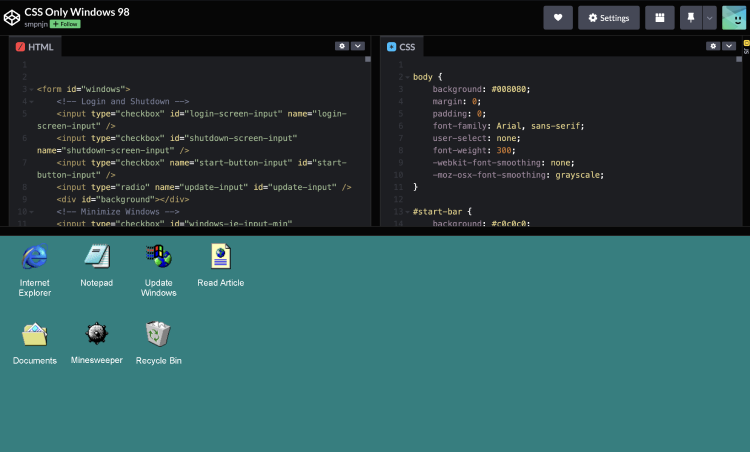 CSS Only Windows 98
smpnjn + Follow
Settings
HTML
CSS
JS
1
2
3 <form id="windows">
4 <!-- Login and Shutdown -->
5 <input type="checkbox" id="login-screen-input" name="login-
screen-input" />
6 <input type="checkbox" id="shutdown-screen-input"
name="shutdown-screen-input" />
7 <input type="checkbox" name="start-button-input" id="start-
button-input" />
8 <input type="radio" name="update-input" id="update-input" />
9 <div id="background"></div>
10 <!-- Minimize Windows -->
11 <input type="checkbox" id="windows-ie-input-min"
1
2 body {
3 background: #008080;
4 margin: 0;
5 padding: 0;
6 font-family: Arial, sans-serif;
7 user-select: none;
8 font-weight: 300;
9 -webkit-font-smoothing: none;
10 -moz-osx-font-smoothing: grayscale;
11 }
12
13 #start-bar {
14 background: #c0c0c0;
Internet
Explorer
Notepad
Update
Windows
Read Article
Documents
Minesweeper
Recycle Bin